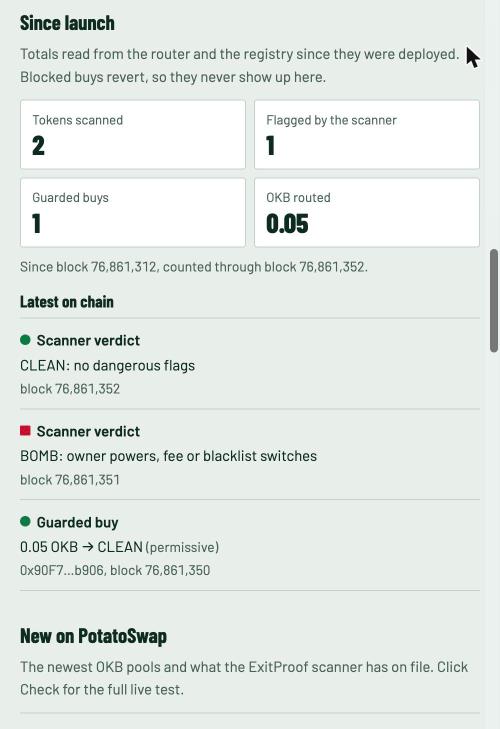 Since launch
Totals read from the router and the registry since they were deployed.
Blocked buys revert, so they never show up here.
Tokens scanned
2
Flagged by the scanner
1
Guarded buys
1
OKB routed
0.05
Since block 76,861,312, counted through block 76,861,352.
Latest on chain
Scanner verdict
CLEAN: no dangerous flags
block 76,861,352
Scanner verdict
BOMB: owner powers, fee or blacklist switches
block 76,861,351
Guarded buy
0.05 OKB → CLEAN (permissive)
0x90F7...b906, block 76,861,350
New on PotatoSwap
The newest OKB pools and what the ExitProof scanner has on file. Click
Check for the full live test.